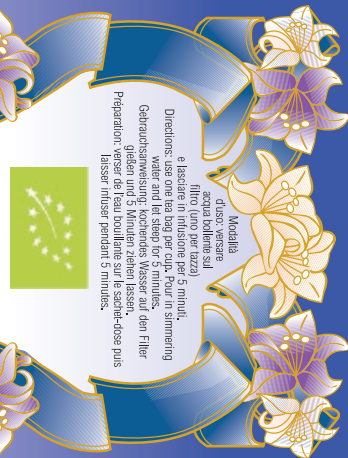 Modalità
d'uso: versare
acqua bollente sul
filtro (uno per tazza)
e lasciare in infusione per 5 minuti.
Directions: use one tea bag per cup. Pour in simmering
water and let steep for 5 minutes.
Gebrauchsanweisung: kochendes Wasser auf den Filter
gießen und 5 Minuten ziehen lassen.
Préparation: verser de l'eau bouillante sur le sachet-dose puis
laisser infuser pendant 5 minutes.